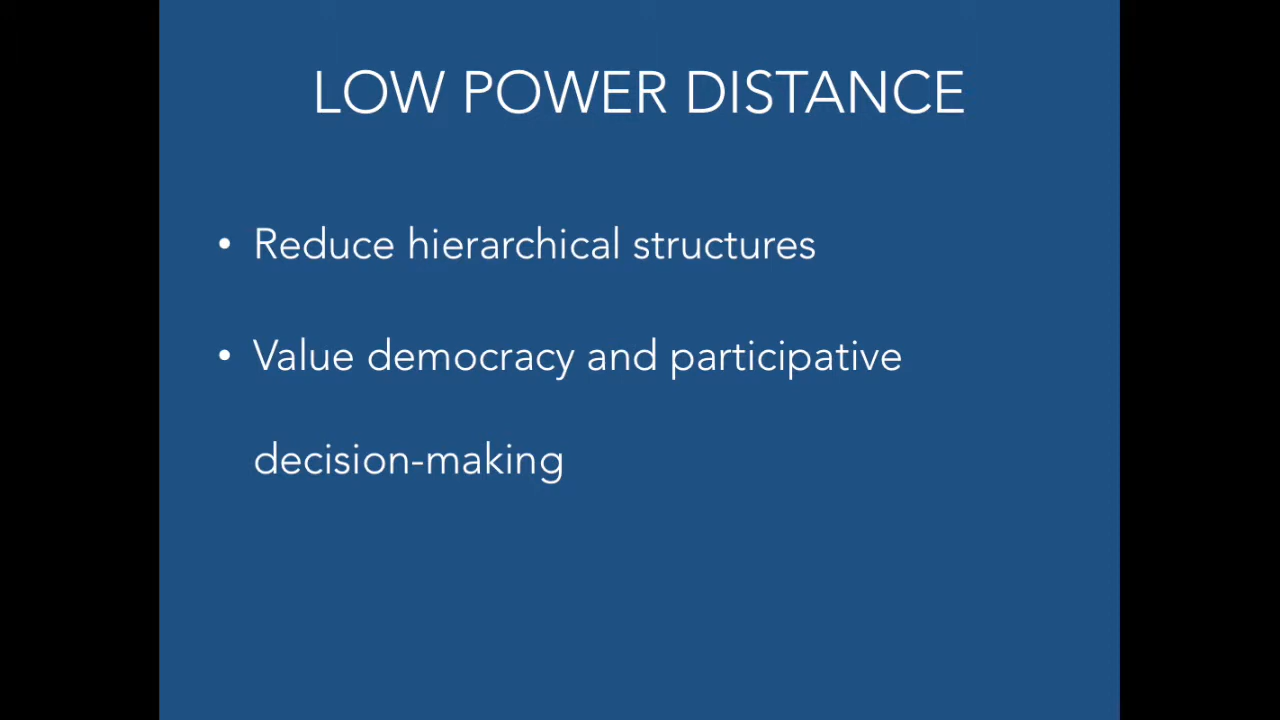 LOW POWER DISTANCE
• Reduce hierarchical structures
• Value democracy and participative
decision-making